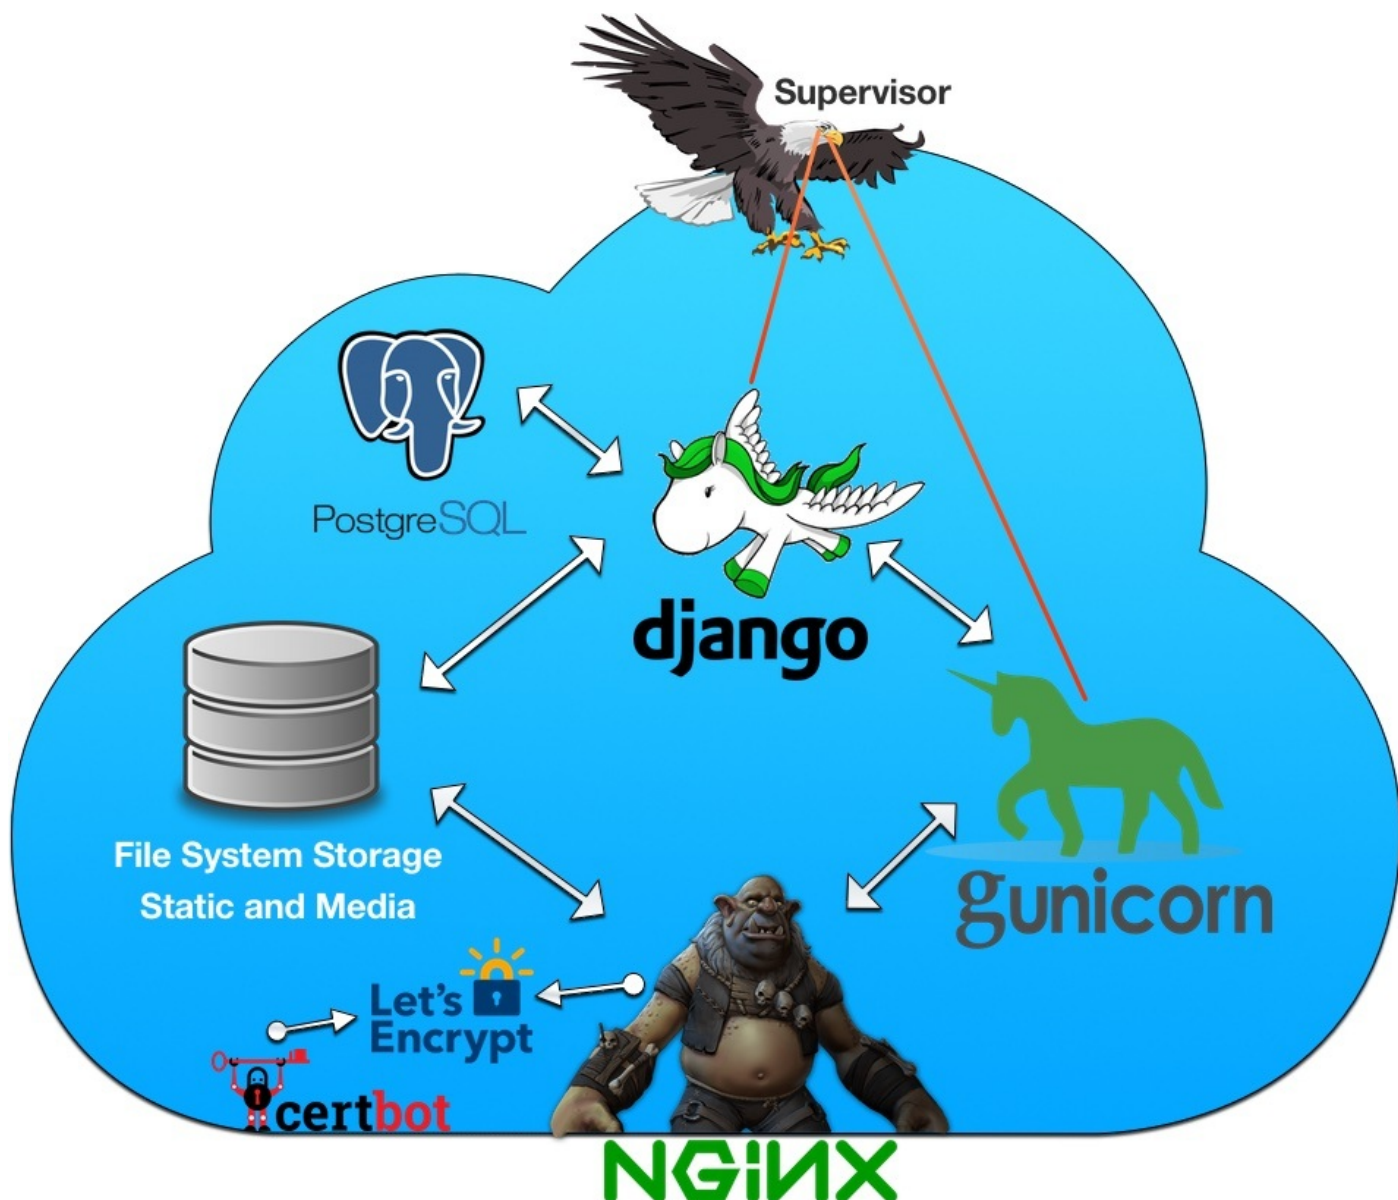 Supervisor
PostgreSQL
django
File System Storage
Static and Media
gunicorn
Let's
Encrypt
certbot
NGiNX